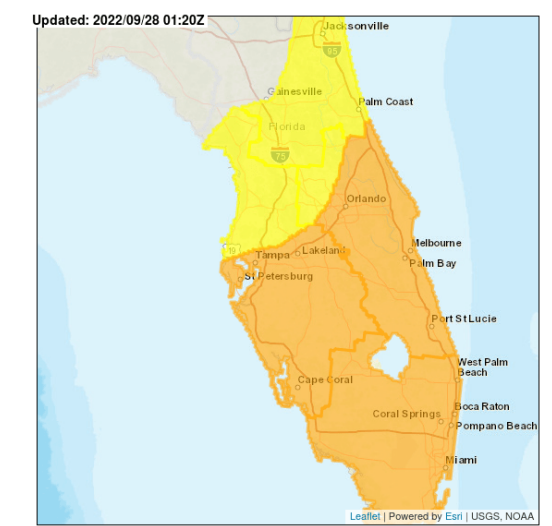 Updated: 2022/09/28 01:20Z
Jacksonville
95
Gainesville
Palm Coast
Florida
75
Orlando
19
Tampa
Lakeland
Melbourne
Palm Bay
St Petersburg
Port St Lucie
West Palm
Beach
Cape Coral
Boca Raton
Coral Springs
Pompano Beach
Miami
Leaflet | Powered by Esri | USGS, NOAA